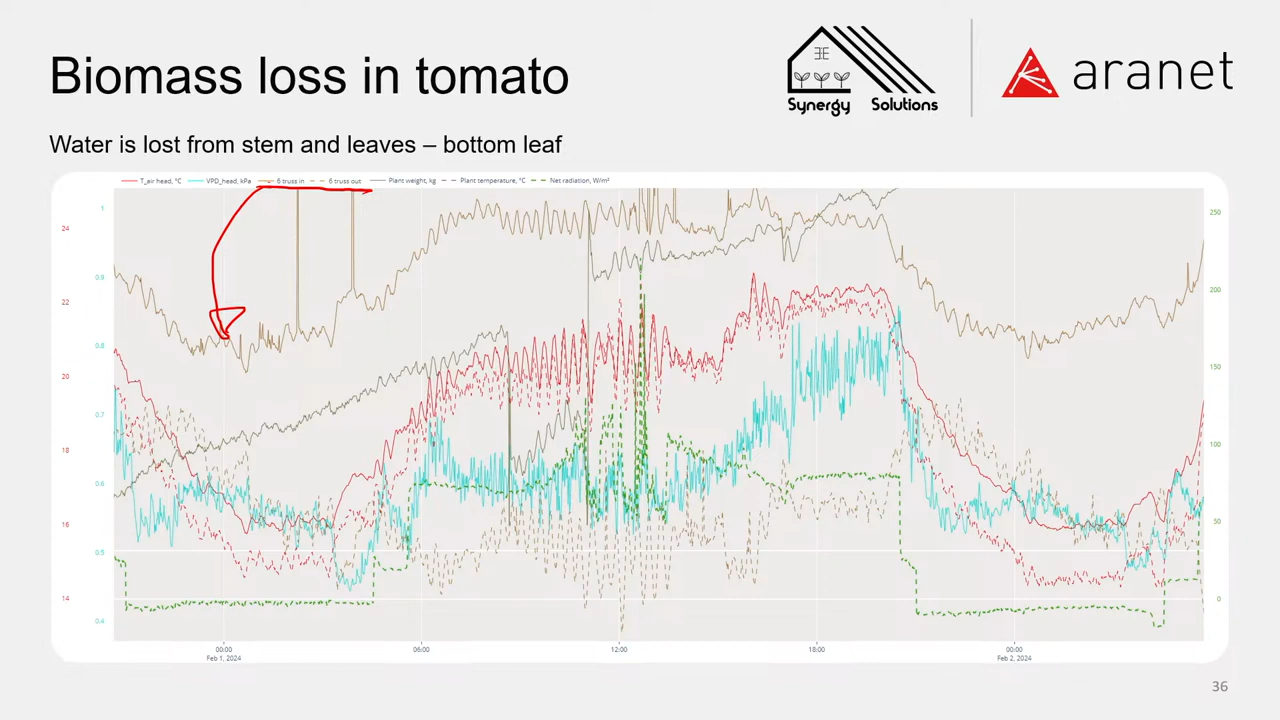 Biomass loss in tomato
Synergy Solutions
aranet
Water is lost from stem and leaves – bottom leaf
T_air head, °C
VPD_head, kPa
6 truss in
6 truss out
Plant weight, kg
Plant temperature, °C
Net radiation, W/m²
1
0.9
0.8
0.7
0.6
0.5
0.4
24
22
20
18
16
14
250
200
150
100
50
0
00:00
Feb 1, 2024
06:00
12:00
18:00
00:00
Feb 2, 2024
36